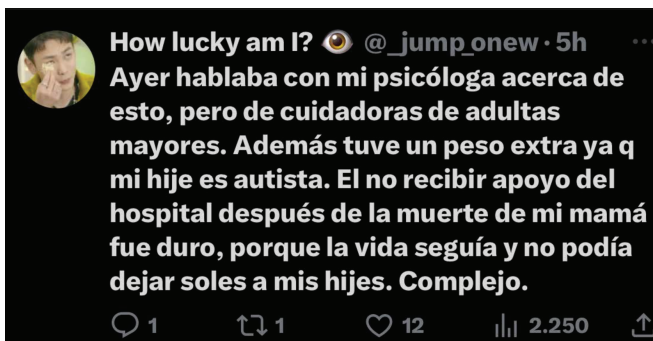 How lucky am I? 👁 @_jump_onew · 5h
Ayer hablaba con mi psicóloga acerca de
esto, pero de cuidadoras de adultas
mayores. Además tuve un peso extra ya q
mi hije es autista. El no recibir apoyo del
hospital después de la muerte de mi mamá
fue duro, porque la vida seguía y no podía
dejar soles a mis hijes. Complejo.
1 1 12 2.250